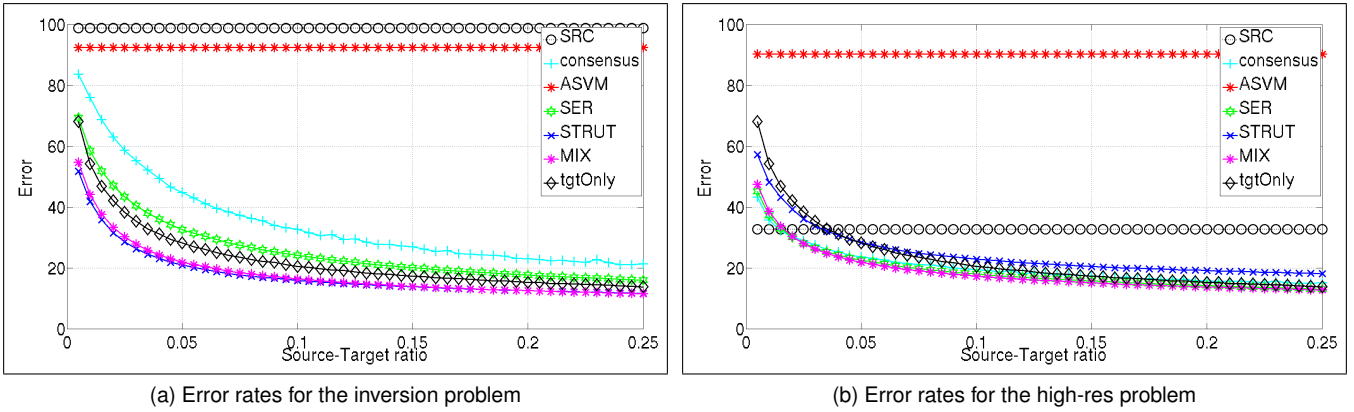 100
80
60
40
20
0
Error
0
0.05
0.1
0.15
0.2
0.25
Source-Target ratio
SRC
consensus
ASVM
SER
STRUT
MIX
tgtOnly
(a) Error rates for the inversion problem
100
80
60
40
20
0
Error
0
0.05
0.1
0.15
0.2
0.25
Source-Target ratio
SRC
consensus
ASVM
SER
STRUT
MIX
tgtOnly
(b) Error rates for the high-res problem